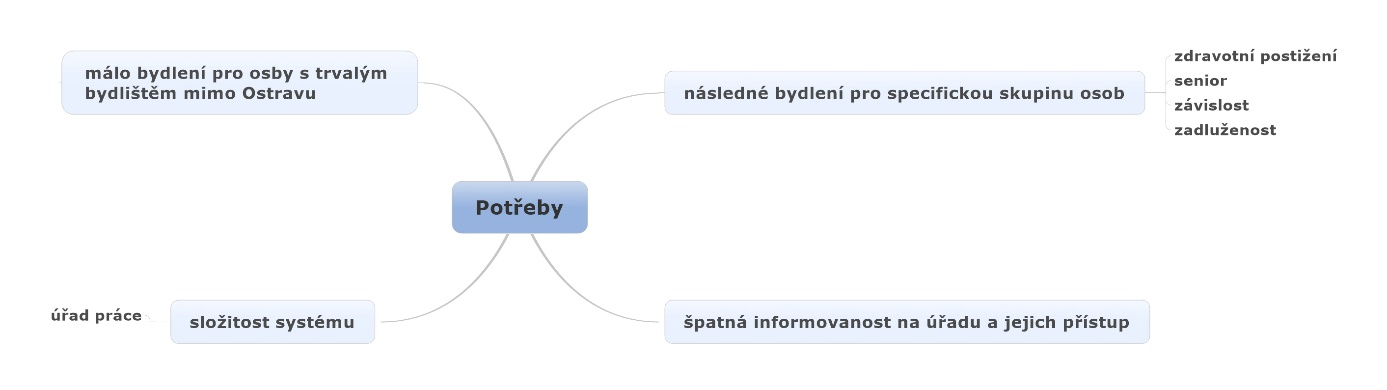 málo bydlení pro osby s trvalým
bydlištěm mimo Ostravu
následné bydlení pro specifickou skupinu osob
zdravotní postižení
senior
závislost
zadluženost
Potřeby
úřad práce
složitost systému
špatná informovanost na úřadu a jejich přístup